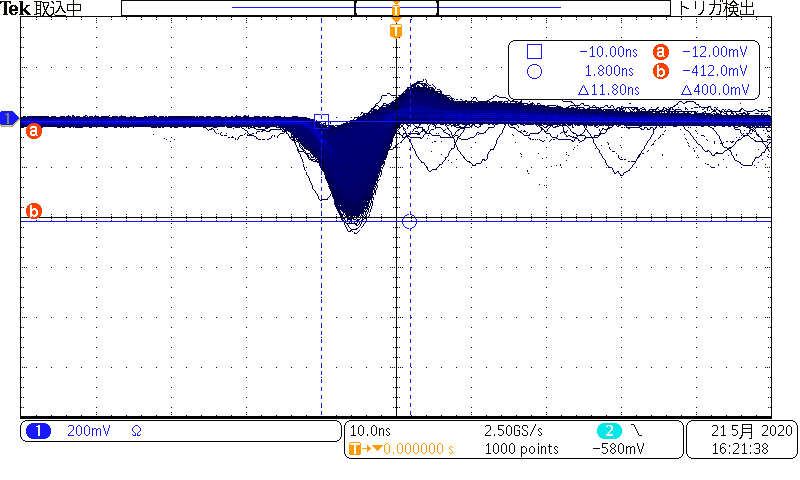 Tek 取込中 トリガ検出
T
T
−10.00ns a −12.00mV
1.800ns b −412.0mV
Δ11.80ns Δ400.0mV
1
a
b
1 200mV Ω
10.0ns 2.50GS/s 2
T→▼0.000000 s 1000 points −580mV
21 5月 2020
16:21:38